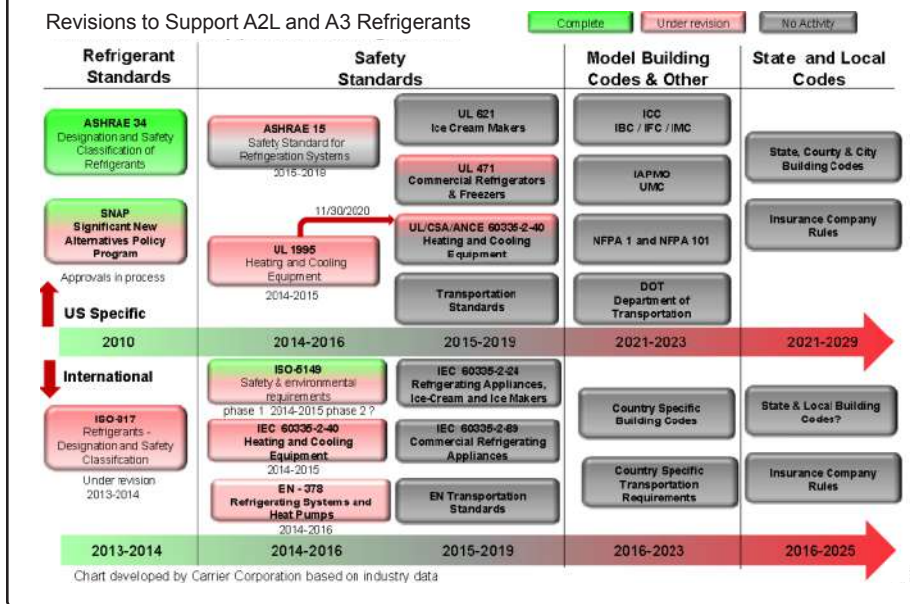 Revisions to Support A2L and A3 Refrigerants
Complete
Under revision
No Activity
Refrigerant
Standards
Safety
Standards
Model Building
Codes & Other
State and Local
Codes
ASHRAE 34
Designation and Safety
Classification of
Refrigerants
SNAP
Significant New
Alternatives Policy
Program
Approvals in process
US Specific
ASHRAE 15
Safety Standard for
Refrigeration Systems
2015-2019
11/30/2020
UL 1995
Heating and Cooling
Equipment
2014-2015
UL 621
Ice Cream Makers
UL 471
Commercial Refrigerators
& Freezers
UL/CSA/ANCE 60335-2-40
Heating and Cooling
Equipment
Transportation
Standards
ICC
IBC / IFC / IMC
IAPMO
UMC
NFPA 1 and NFPA 101
DOT
Department of
Transportation
State, County & City
Building Codes
Insurance Company
Rules
2010
2014-2016
2015-2019
2021-2023
2021-2029
International
ISO-817
Refrigerants -
Designation and Safety
Classification
Under revision
2013-2014
ISO-5149
Safety & environmental
requirements
phase 1 2014-2015 phase 2 ?
IEC 60335-2-40
Heating and Cooling
Equipment
2014-2015
EN - 378
Refrigerating Systems and
Heat Pumps
2014-2016
IEC 60335-2-24
Refrigerating Appliances,
Ice-Cream and Ice Makers
IEC 60335-2-89
Commercial Refrigerating
Appliances
EN Transportation
Standards
Country Specific
Building Codes
Country Specific
Transportation
Requirements
State & Local Building
Codes?
Insurance Company
Rules
2013-2014
2014-2016
2015-2019
2016-2023
2016-2025
Chart developed by Carrier Corporation based on industry data